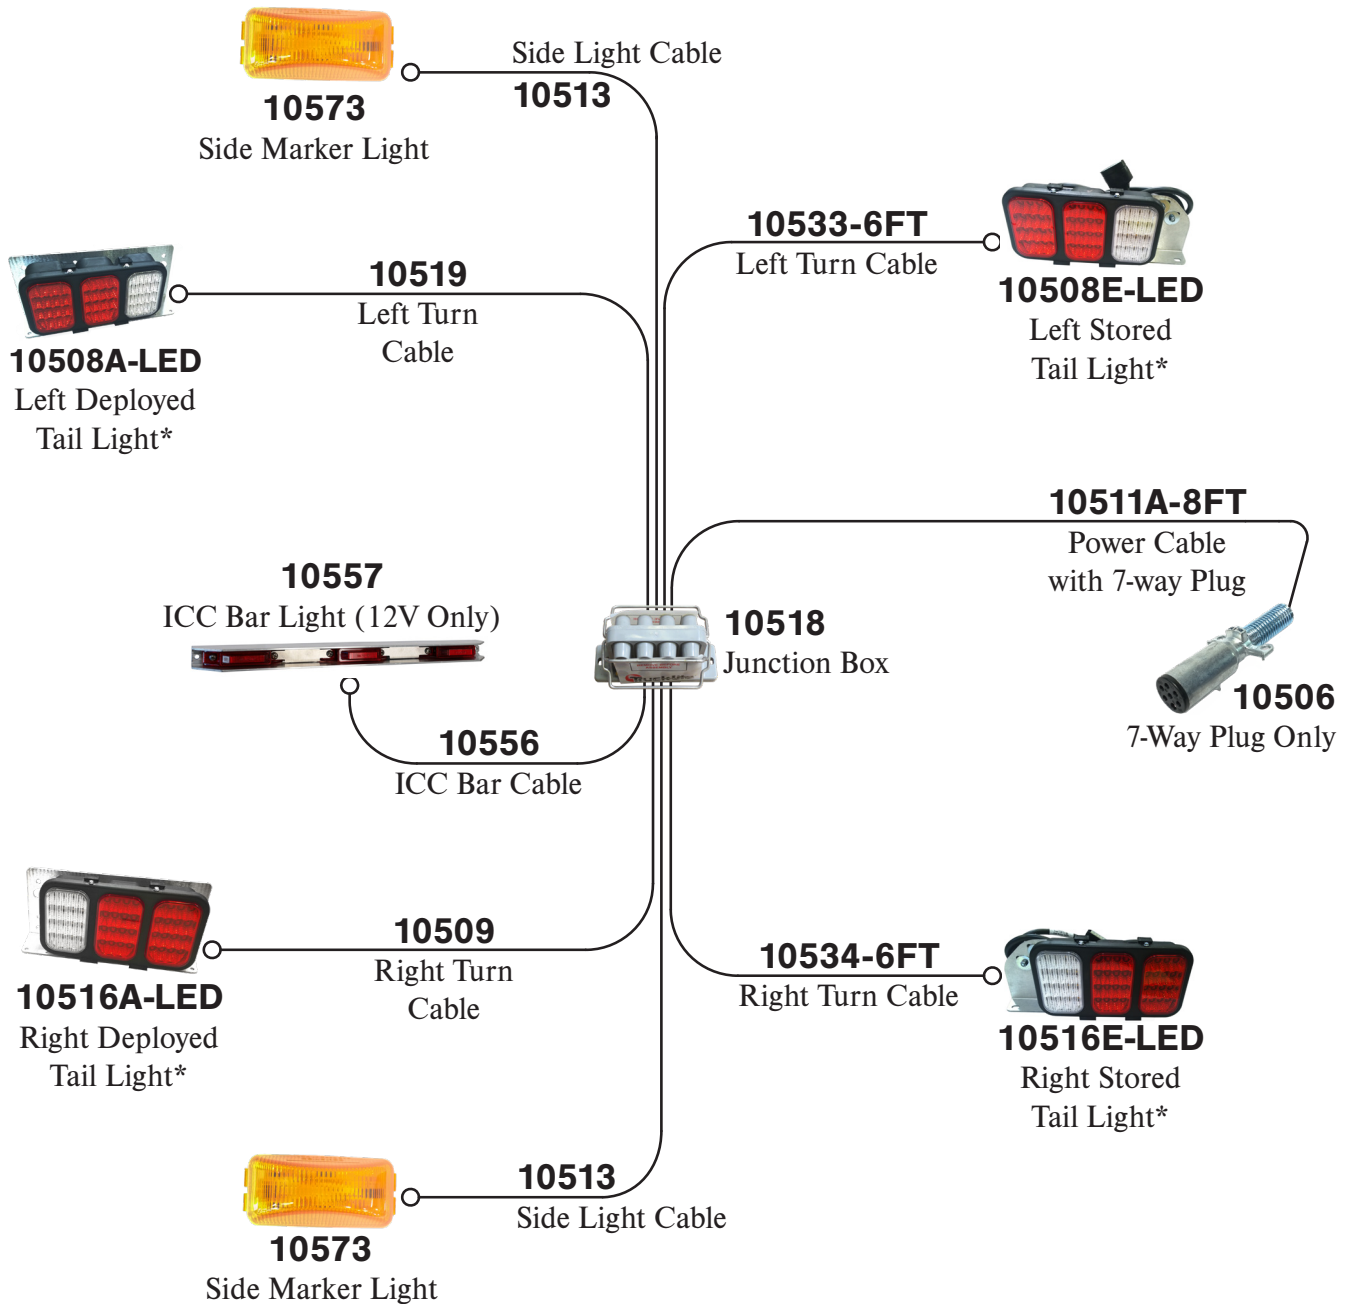 Side Light Cable
10513
10573
Side Marker Light
10533-6FT
Left Turn Cable
10508E-LED
Left Stored
Tail Light*
10519
Left Turn
Cable
10508A-LED
Left Deployed
Tail Light*
10511A-8FT
Power Cable
with 7-way Plug
10557
ICC Bar Light (12V Only)
10518
Junction Box
10506
7-Way Plug Only
10556
ICC Bar Cable
10509
Right Turn
Cable
10516A-LED
Right Deployed
Tail Light*
10534-6FT
Right Turn Cable
10516E-LED
Right Stored
Tail Light*
10513
Side Light Cable
10573
Side Marker Light